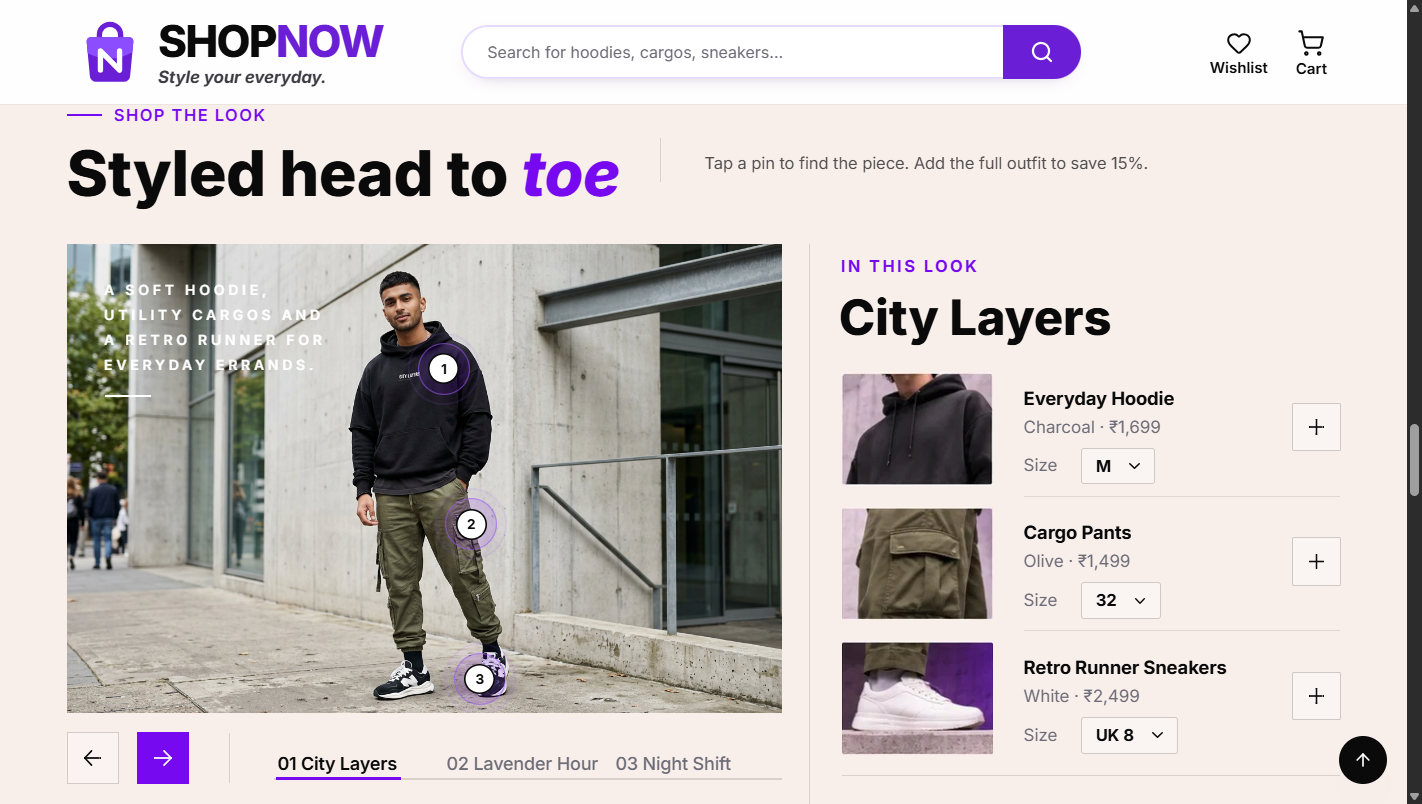 SHOPNOW
Style your everyday.
Search for hoodies, cargos, sneakers...
Wishlist
Cart
SHOP THE LOOK
Styled head to toe
Tap a pin to find the piece. Add the full outfit to save 15%.
A SOFT HOODIE,
UTILITY CARGOS AND
A RETRO RUNNER FOR
EVERYDAY ERRANDS.
1
2
3
01 City Layers
02 Lavender Hour
03 Night Shift
IN THIS LOOK
City Layers
Everyday Hoodie
Charcoal · ₹1,699
Size M
Cargo Pants
Olive · ₹1,499
Size 32
Retro Runner Sneakers
White · ₹2,499
Size UK 8